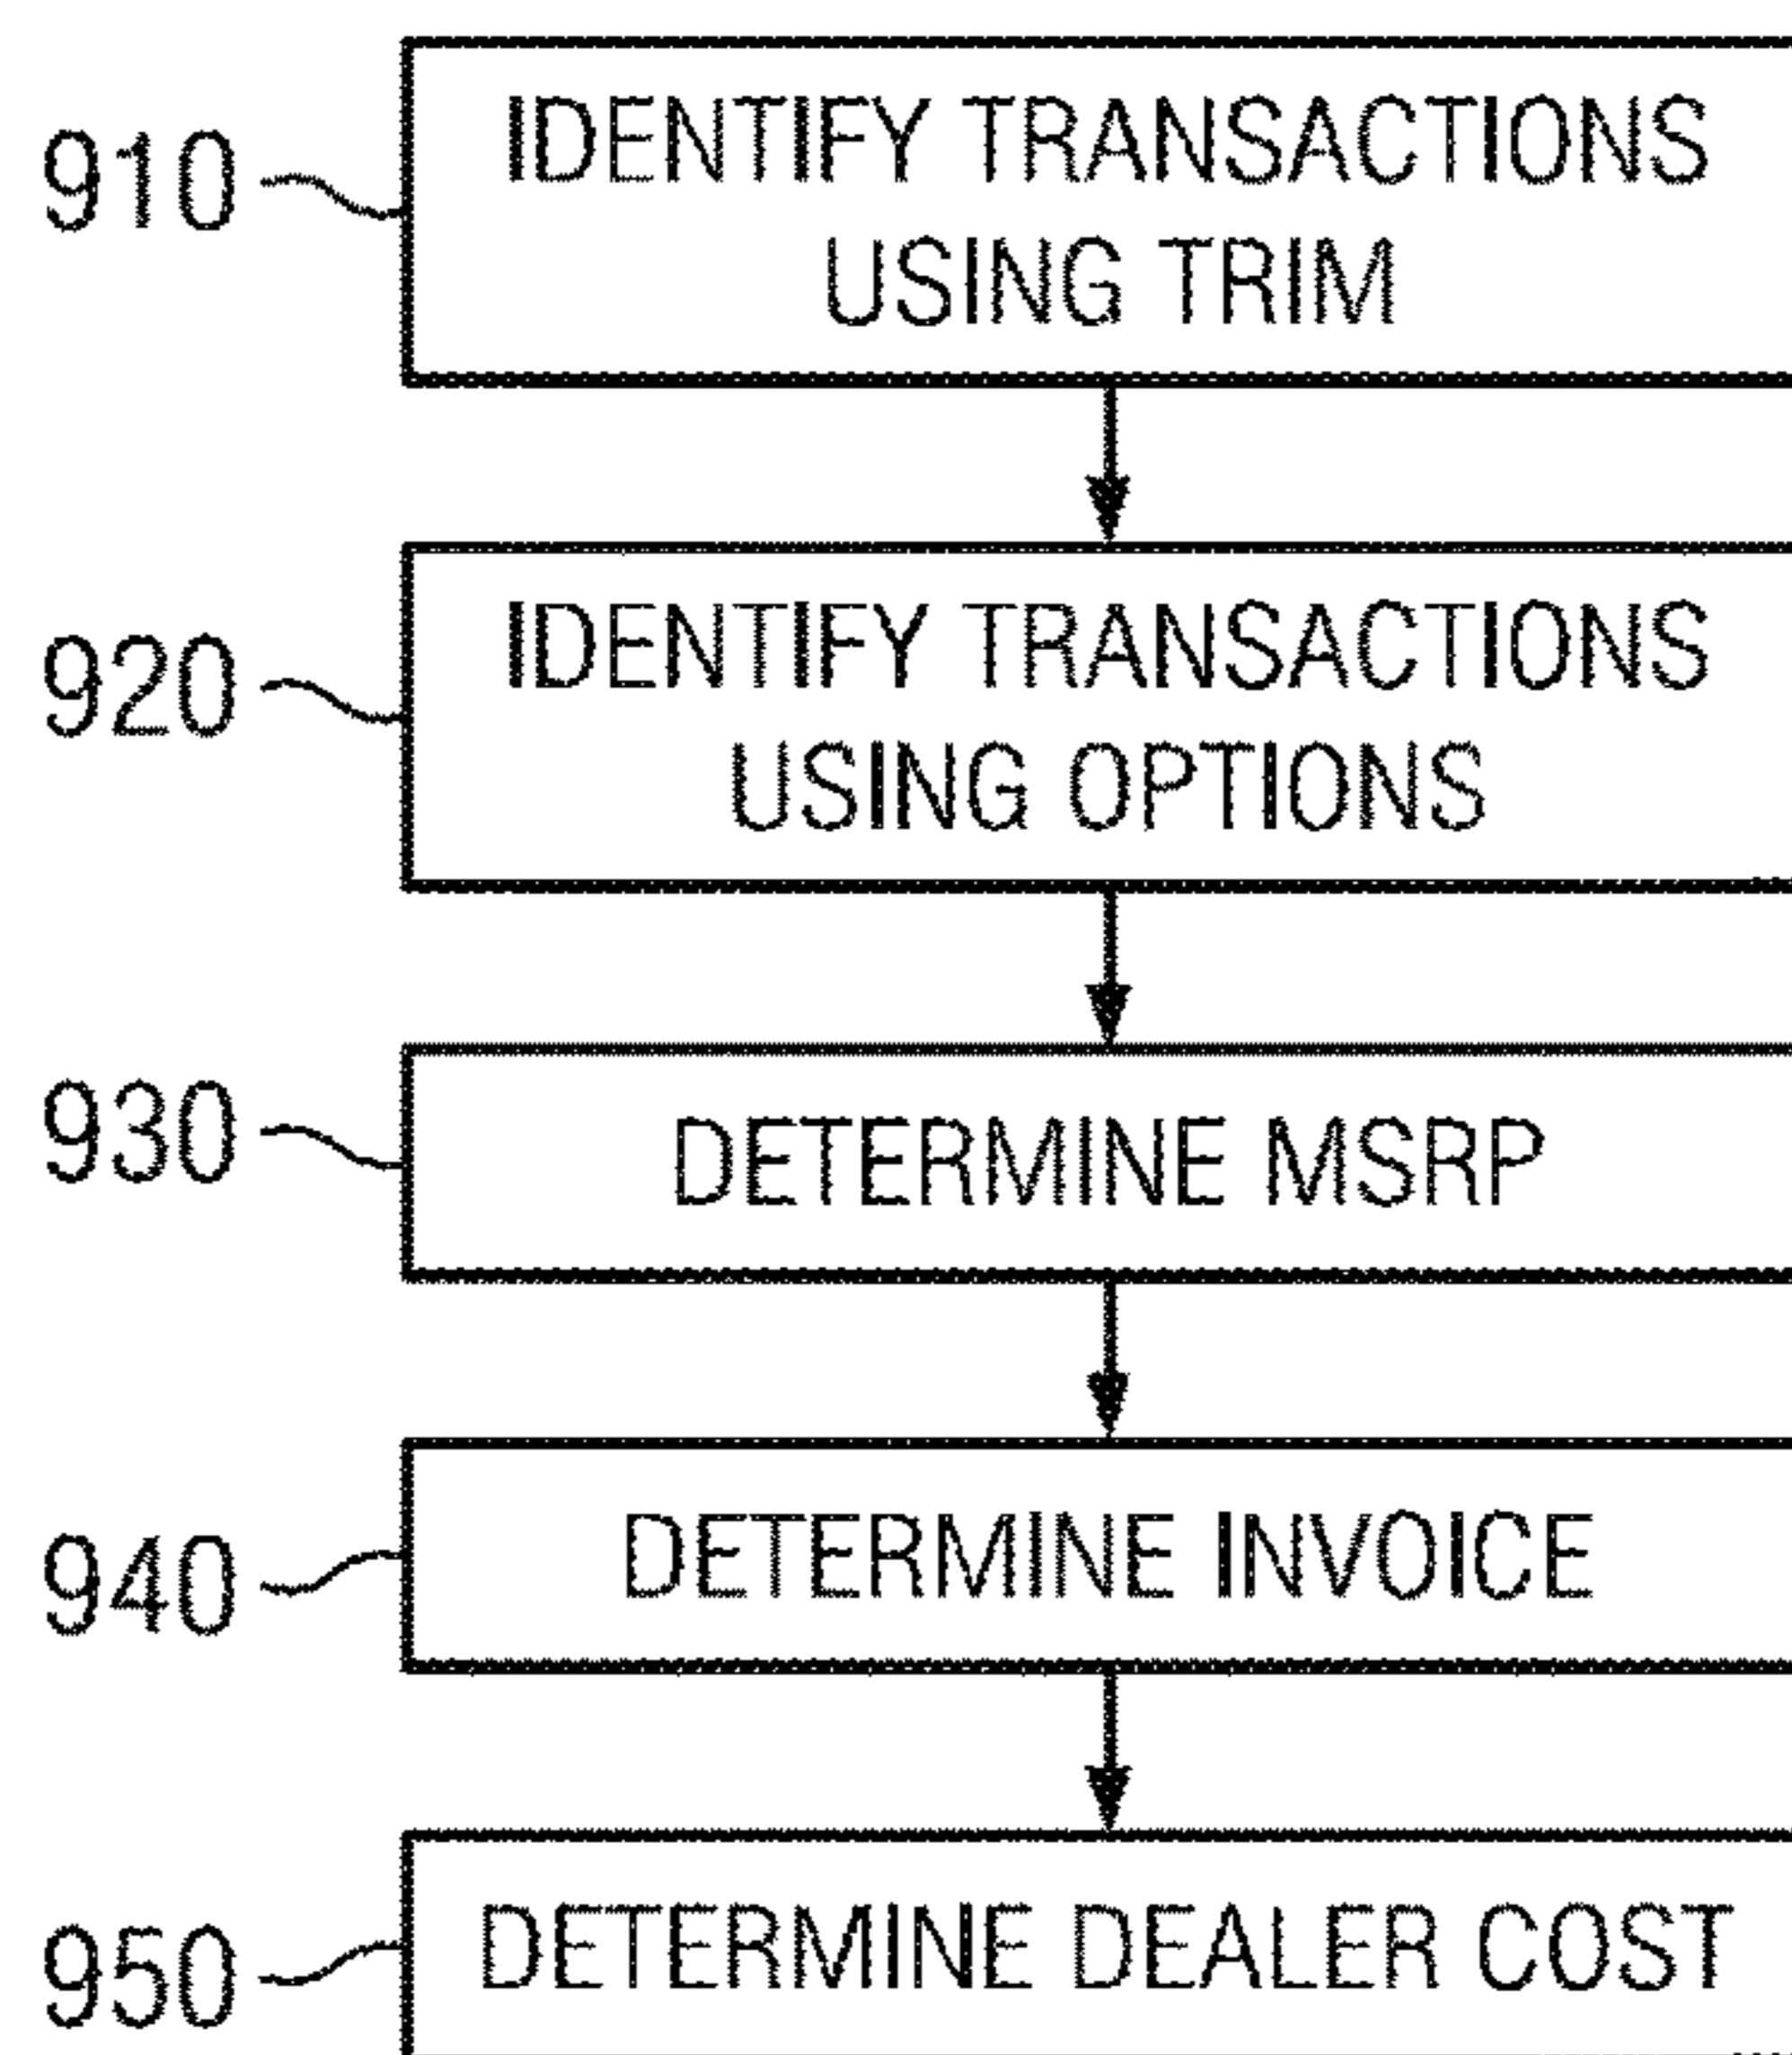 910
IDENTIFY TRANSACTIONS
USING TRIM
920
IDENTIFY TRANSACTIONS
USING OPTIONS
930
DETERMINE MSRP
940
DETERMINE INVOICE
950
DETERMINE DEALER COST